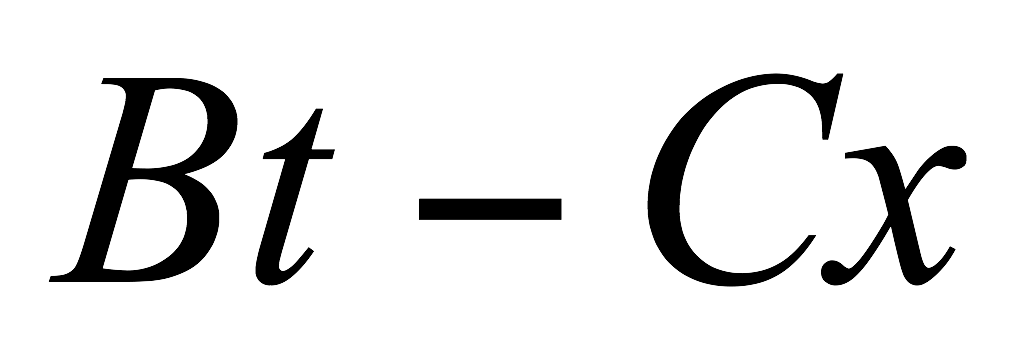 Bt – Cx